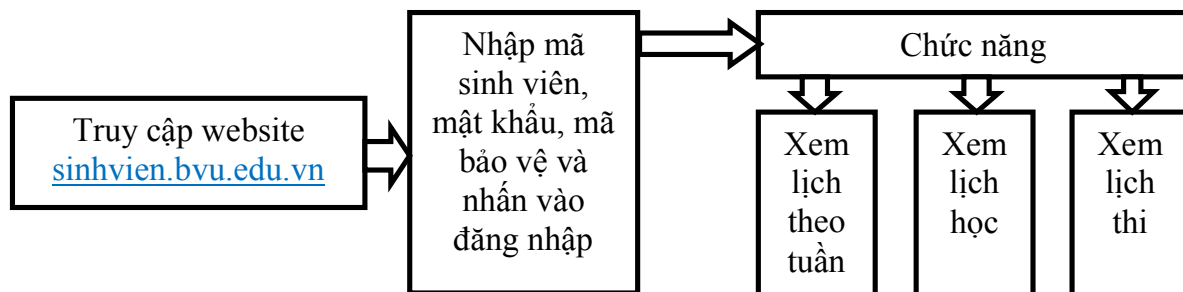 Truy cập website
sinhvien.bvu.edu.vn
Nhập mã
sinh viên,
mật khẩu, mã
bảo vệ và
nhấn vào
đăng nhập
Chức năng
Xem
lịch
theo
tuần
Xem
lịch
học
Xem
lịch
thi